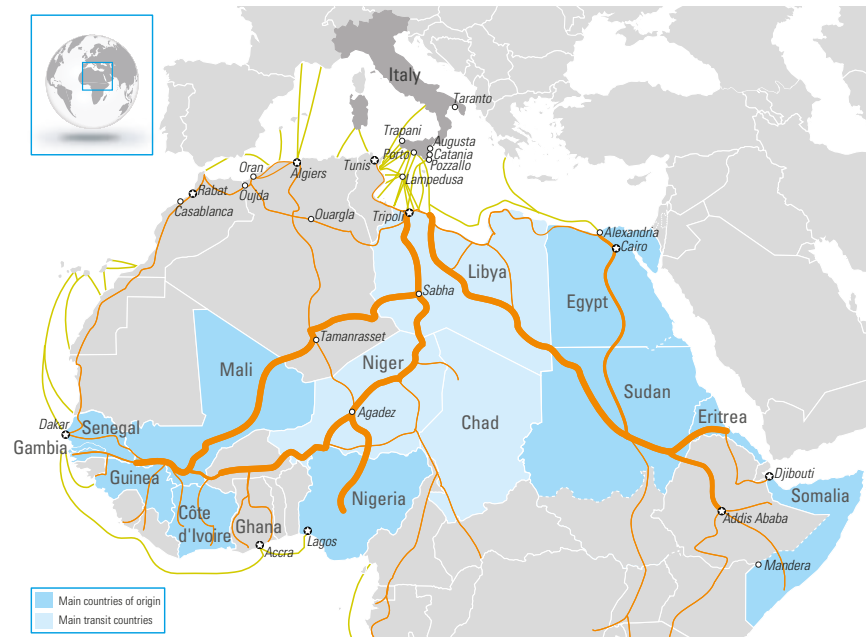 Italy
Taranto
Trapani
Augusta
Porto
Catania
Pozzallo
Tunis
Lampedusa
Oran
Algiers
Rabat
Oujda
Casablanca
Ouargla
Tripoli
Alexandria
Cairo
Libya
Sabha
Egypt
Tamanrasset
Mali
Niger
Sudan
Agadez
Chad
Eritrea
Dakar
Senegal
Gambia
Guinea
Djibouti
Nigeria
Somalia
Côte
d'Ivoire
Ghana
Addis Ababa
Accra
Lagos
Mandera
Main countries of origin
Main transit countries